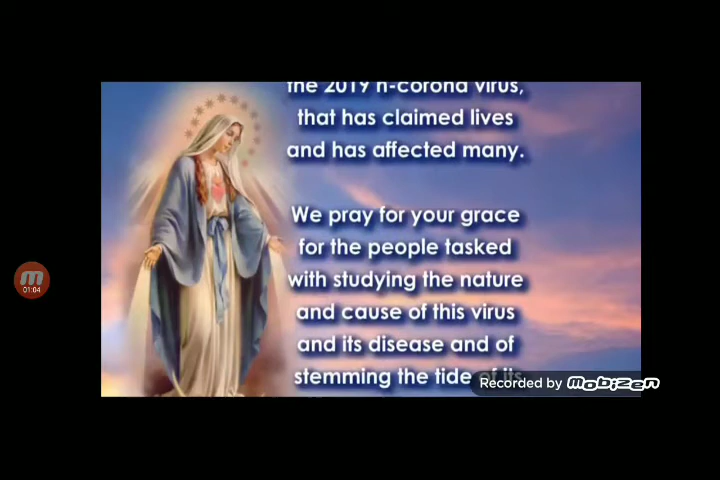 the 2019 n-corona virus,
that has claimed lives
and has affected many.
We pray for your grace
for the people tasked
with studying the nature
and cause of this virus
and its disease and of
stemming the tide of its
Recorded by Mobizen
01:04